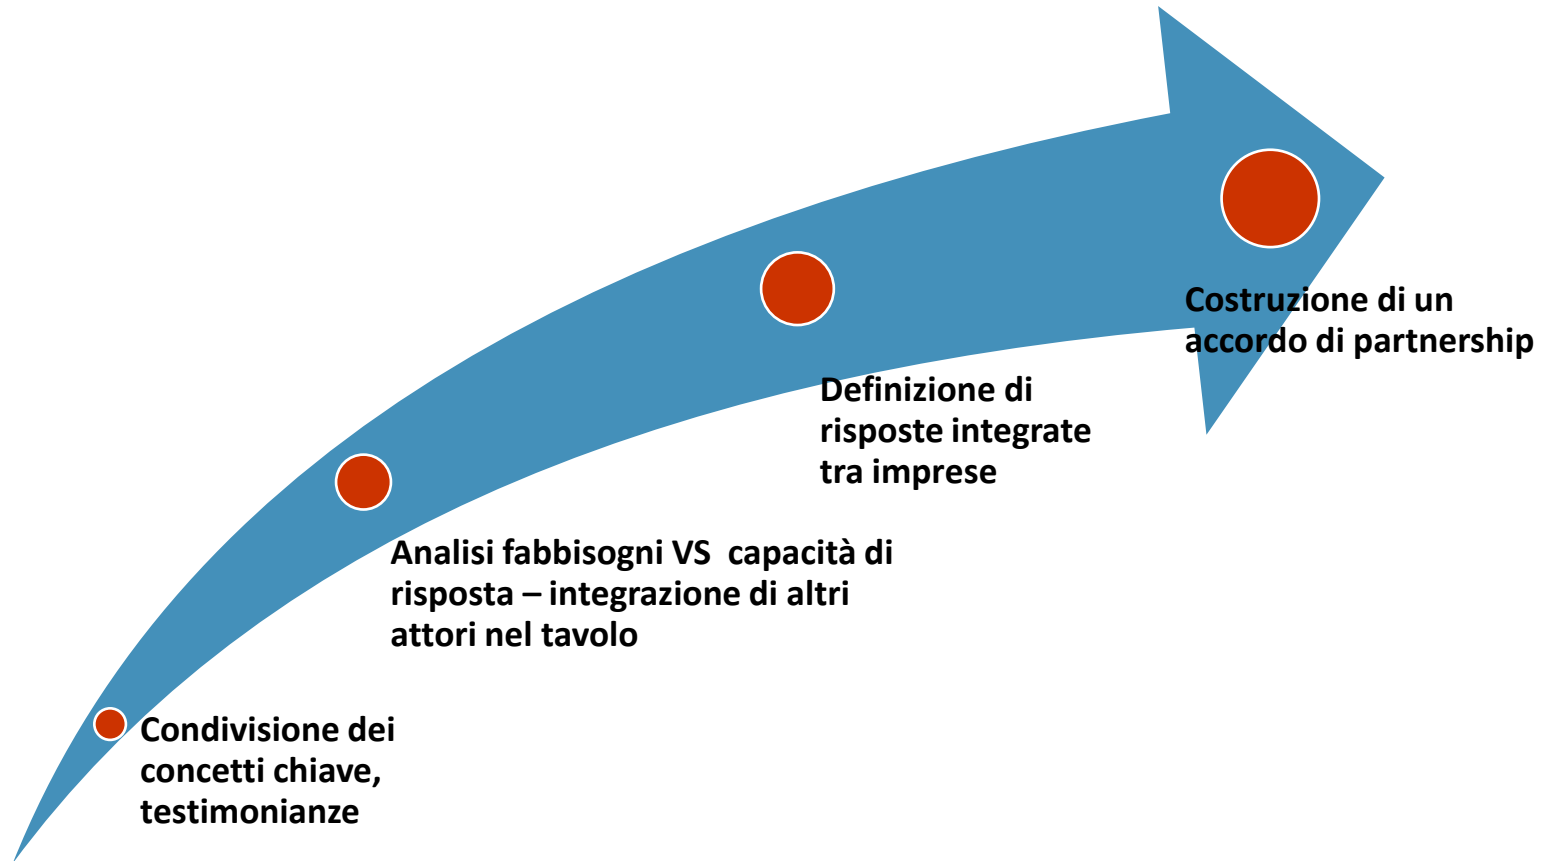 Costruzione di un
accordo di partnership
Definizione di
risposte integrate
tra imprese
Analisi fabbisogni VS  capacità di
risposta – integrazione di altri
attori nel tavolo
Condivisione dei
concetti chiave,
testimonianze